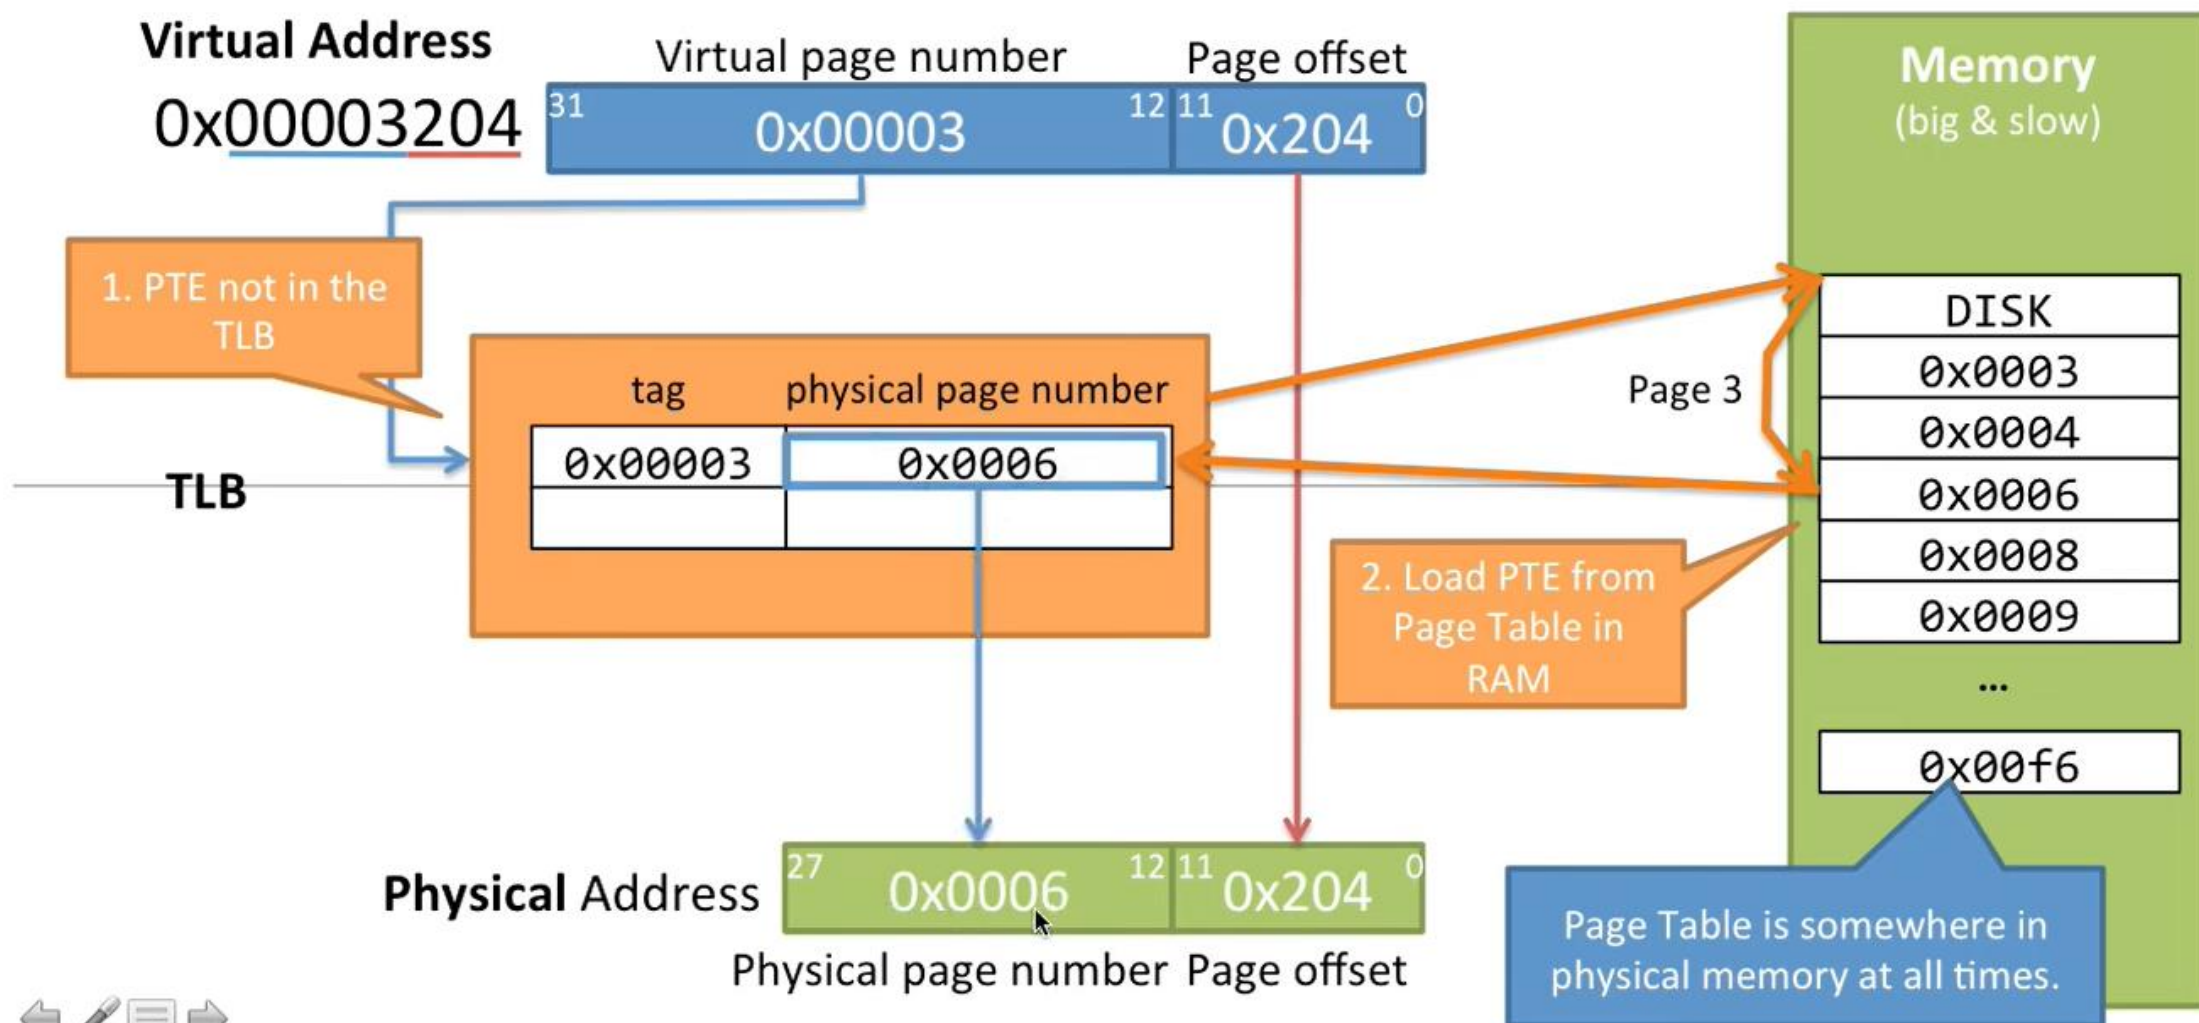 Virtual Address
0x00003204
Virtual page number
Page offset
31
0x00003
12
11
0x204
0
Memory
(big & slow)
1. PTE not in the
TLB
TLB
tag
physical page number
0x00003
0x0006
Page 3
DISK
0x0003
0x0004
0x0006
0x0008
0x0009
...
0x00f6
2. Load PTE from
Page Table in
RAM
Physical Address
27
0x0006
12
11
0x204
0
Physical page number
Page offset
Page Table is somewhere in
physical memory at all times.